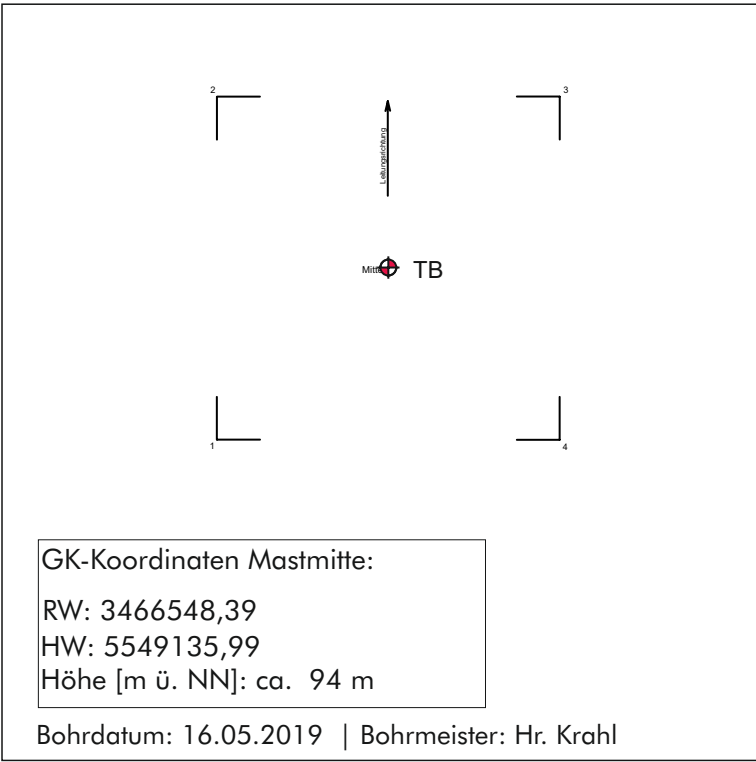 2
3
Leitungsrichtung
Mitte
TB
1
4
GK-Koordinaten Mastmitte:
RW: 3466548,39
HW: 5549135,99
Höhe [m ü. NN]: ca. 94 m
Bohrdatum: 16.05.2019 | Bohrmeister: Hr. Krahl